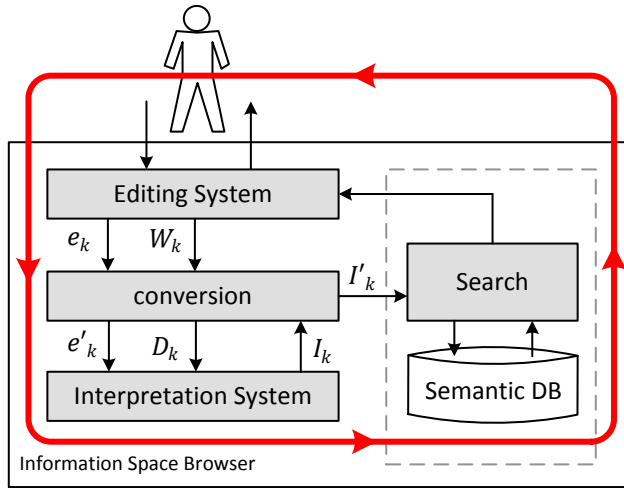 Editing System
e_k
W_k
conversion
I'_k
Search
e'_k
D_k
I_k
Interpretation System
Semantic DB
Information Space Browser